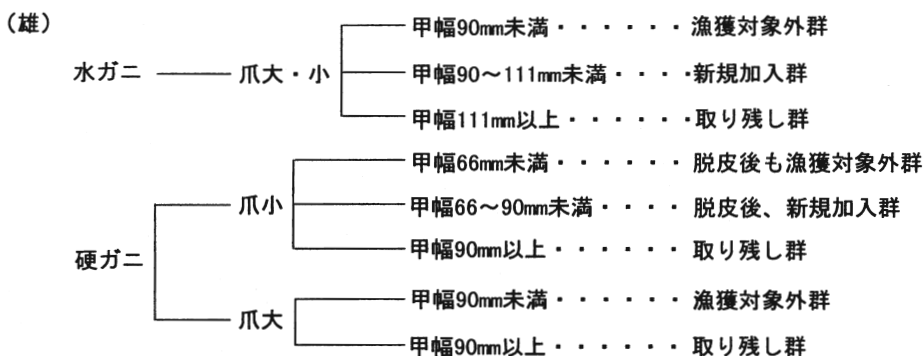 (雄)
甲幅90㎜未満・・・・・・漁獲対象外群
水ガニ 爪大・小 甲幅90～111㎜未満・・・・新規加入群
甲幅111㎜以上・・・・・・取り残し群
甲幅66㎜未満・・・・・・脱皮後も漁獲対象外群
爪小 甲幅66～90㎜未満・・・・脱皮後、新規加入群
甲幅90㎜以上・・・・・・取り残し群
硬ガニ
甲幅90㎜未満・・・・・・漁獲対象外群
爪大
甲幅90㎜以上・・・・・・取り残し群